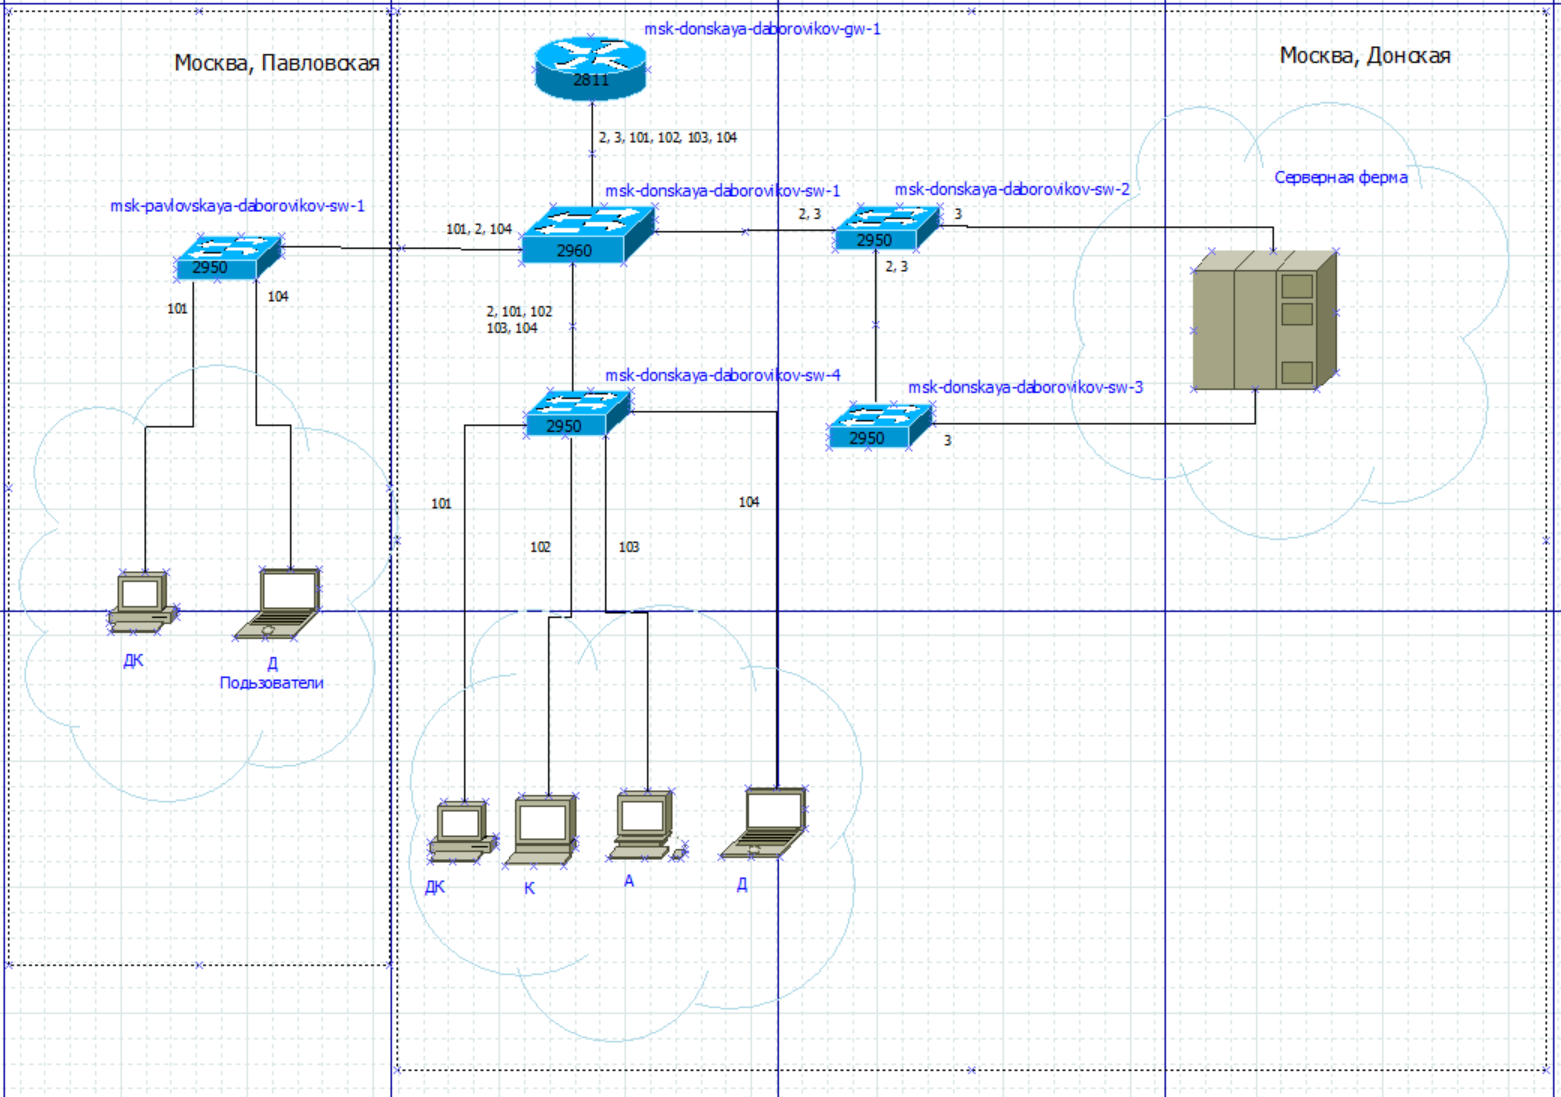 msk-donskaya-daborovikov-gw-1
Москва, Павловская
Москва, Донская
2811
2, 3, 101, 102, 103, 104
Серверная ферма
msk-pavlovskaya-daborovikov-sw-1
msk-donskaya-daborovikov-sw-1
msk-donskaya-daborovikov-sw-2
101, 2, 104
2, 3
3
2950
2960
2950
2, 3
101
104
2, 101, 102
103, 104
msk-donskaya-daborovikov-sw-4
msk-donskaya-daborovikov-sw-3
2950
2950
3
101
104
102
103
ДК
Д
Пользователи
ДК
К
А
Д